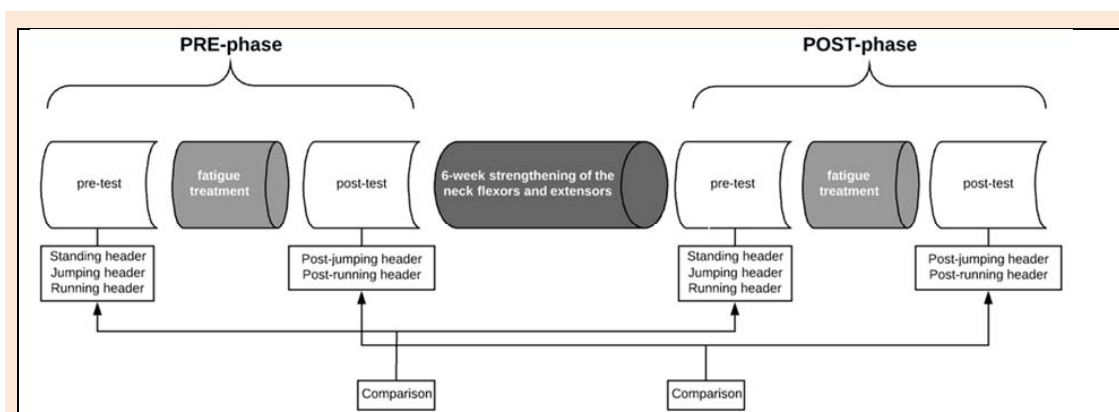 PRE-phase
POST-phase
pre-test
fatigue
treatment
post-test
6-week strengthening of the
neck flexors and extensors
pre-test
fatigue
treatment
post-test
Standing header
Jumping header
Running header
Post-jumping header
Post-running header
Standing header
Jumping header
Running header
Post-jumping header
Post-running header
Comparison
Comparison